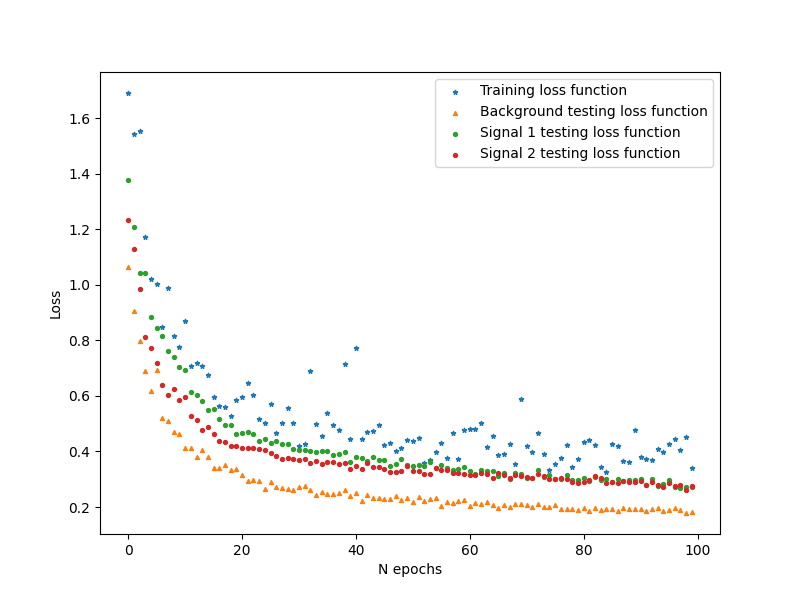 Training loss function
Background testing loss function
Signal 1 testing loss function
Signal 2 testing loss function
1.6
1.4
1.2
1.0
0.8
0.6
0.4
0.2
Loss
0 20 40 60 80 100
N epochs